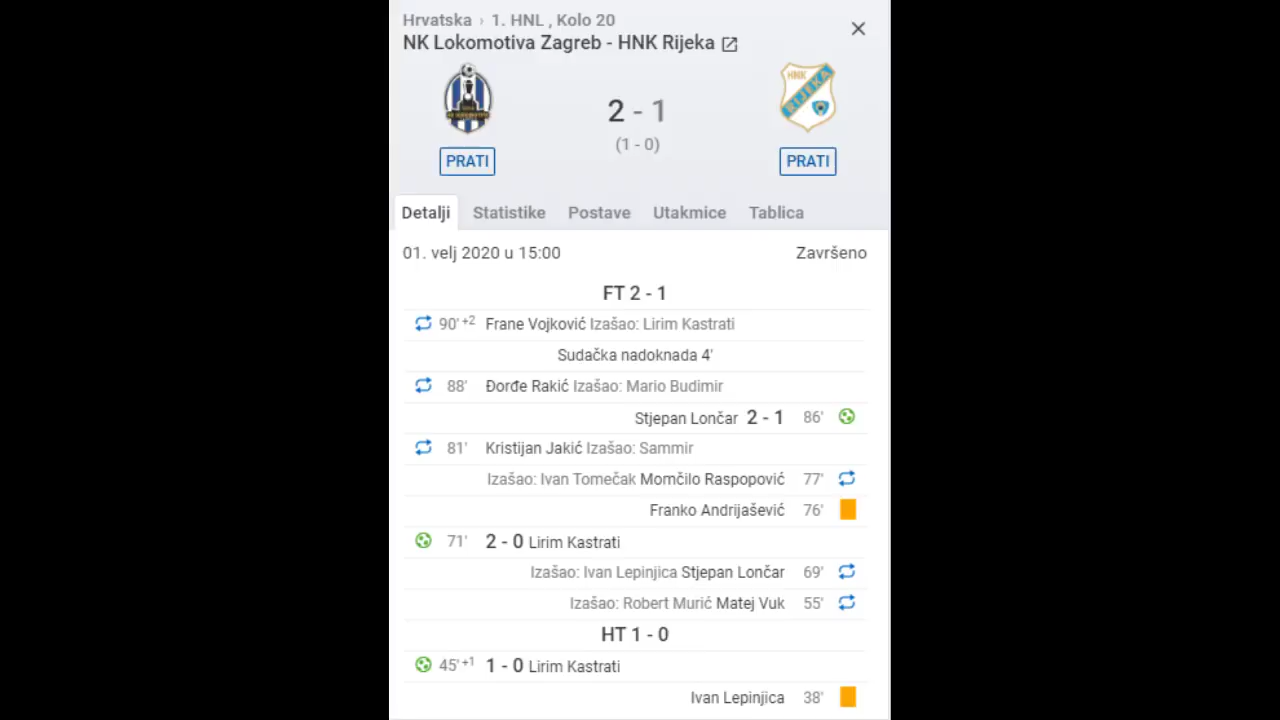 Hrvatska › 1. HNL , Kolo 20
NK Lokomotiva Zagreb - HNK Rijeka
HNK
RIJEKA
2 - 1
(1 - 0)
PRATI
PRATI
Detalji Statistike Postave Utakmice Tablica
01. velj 2020 u 15:00 Završeno
FT 2 - 1
90' +2 Frane Vojković Izašao: Lirim Kastrati
Sudačka nadoknada 4'
88' Đorđe Rakić Izašao: Mario Budimir
Stjepan Lončar 2 - 1 86'
81' Kristijan Jakić Izašao: Sammir
Izašao: Ivan Tomečak Momčilo Raspopović 77'
Franko Andrijašević 76'
71' 2 - 0 Lirim Kastrati
Izašao: Ivan Lepinjica Stjepan Lončar 69'
Izašao: Robert Murić Matej Vuk 55'
HT 1 - 0
45' +1 1 - 0 Lirim Kastrati
Ivan Lepinjica 38'